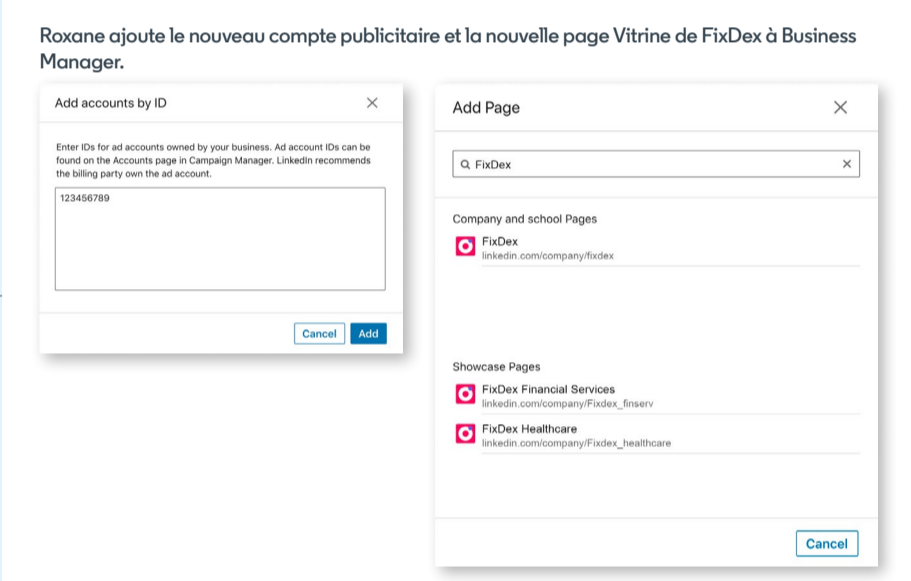 Roxane ajoute le nouveau compte publicitaire et la nouvelle page Vitrine de FixDex à Business
Manager.
Add accounts by ID
Enter IDs for ad accounts owned by your business. Ad account IDs can be
found on the Accounts page in Campaign Manager. LinkedIn recommends
the billing party own the ad account.
123456789
Cancel
Add
Add Page
FixDex
Company and school Pages
FixDex
linkedin.com/company/fixdex
Showcase Pages
FixDex Financial Services
linkedin.com/company/Fixdex_finserv
FixDex Healthcare
linkedin.com/company/Fixdex_healthcare
Cancel